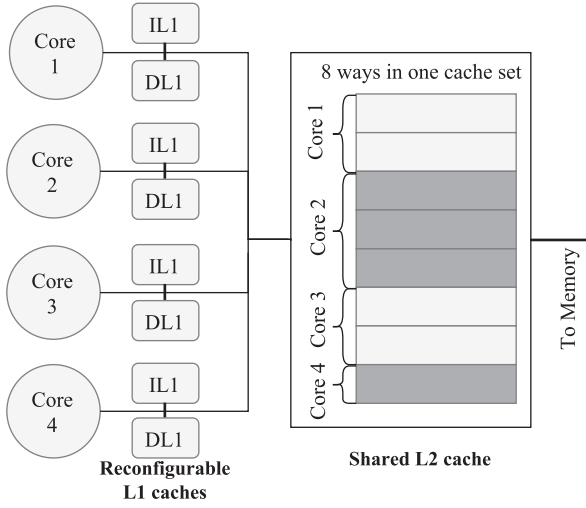 Core
1
IL1
DL1
Core
2
IL1
DL1
Core
3
IL1
DL1
Core
4
IL1
DL1
Reconfigurable
L1 caches
8 ways in one cache set
Core 1
Core 2
Core 3
Core 4
Shared L2 cache
To Memory